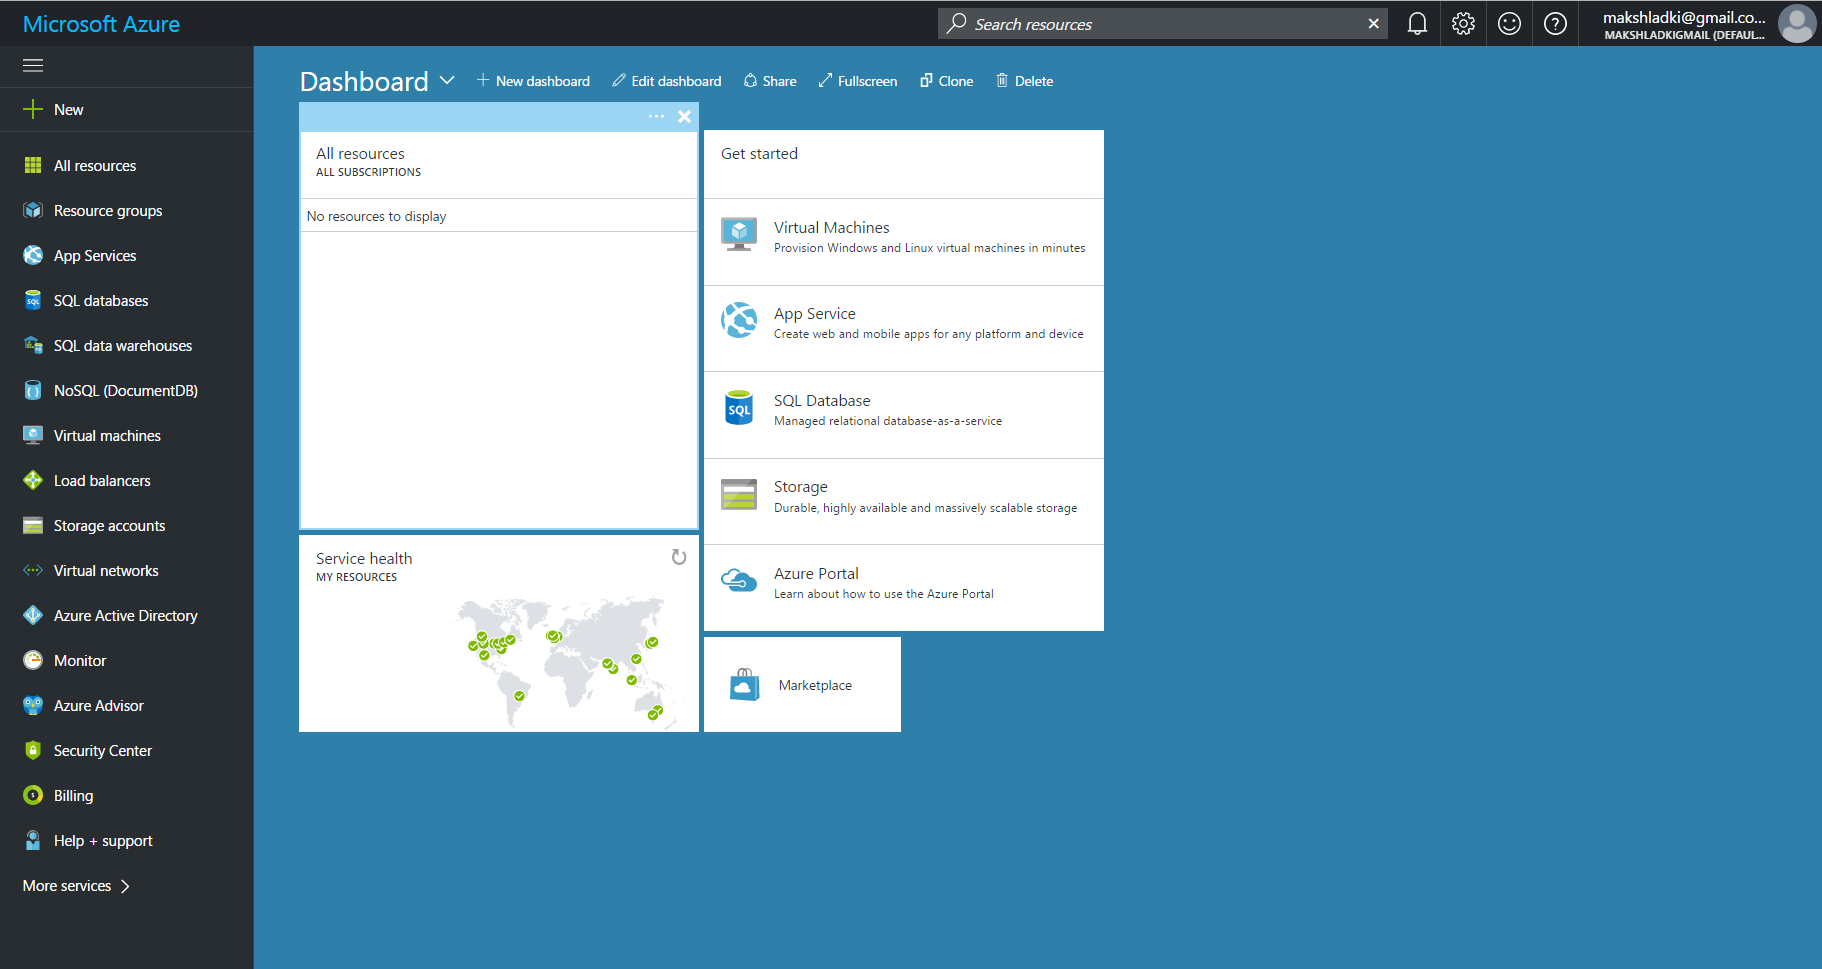 Microsoft Azure
Search resources
makshladki@gmail.co...
MAKSHLADKIGMAIL (DEFAUL...
New
All resources
Resource groups
App Services
SQL databases
SQL data warehouses
NoSQL (DocumentDB)
Virtual machines
Load balancers
Storage accounts
Virtual networks
Azure Active Directory
Monitor
Azure Advisor
Security Center
Billing
Help + support
More services
Dashboard
New dashboard
Edit dashboard
Share
Fullscreen
Clone
Delete
All resources
ALL SUBSCRIPTIONS
No resources to display
Service health
MY RESOURCES
Get started
Virtual Machines
Provision Windows and Linux virtual machines in minutes
App Service
Create web and mobile apps for any platform and device
SQL
SQL Database
Managed relational database-as-a-service
Storage
Durable, highly available and massively scalable storage
Azure Portal
Learn about how to use the Azure Portal
Marketplace